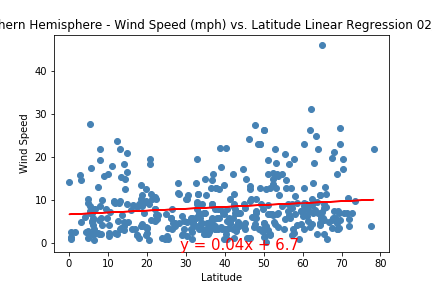 hern Hemisphere - Wind Speed (mph) vs. Latitude Linear Regression 02
Wind Speed
40
30
20
10
0
y = 0.04x + 6.7
0 10 20 30 40 50 60 70 80
Latitude